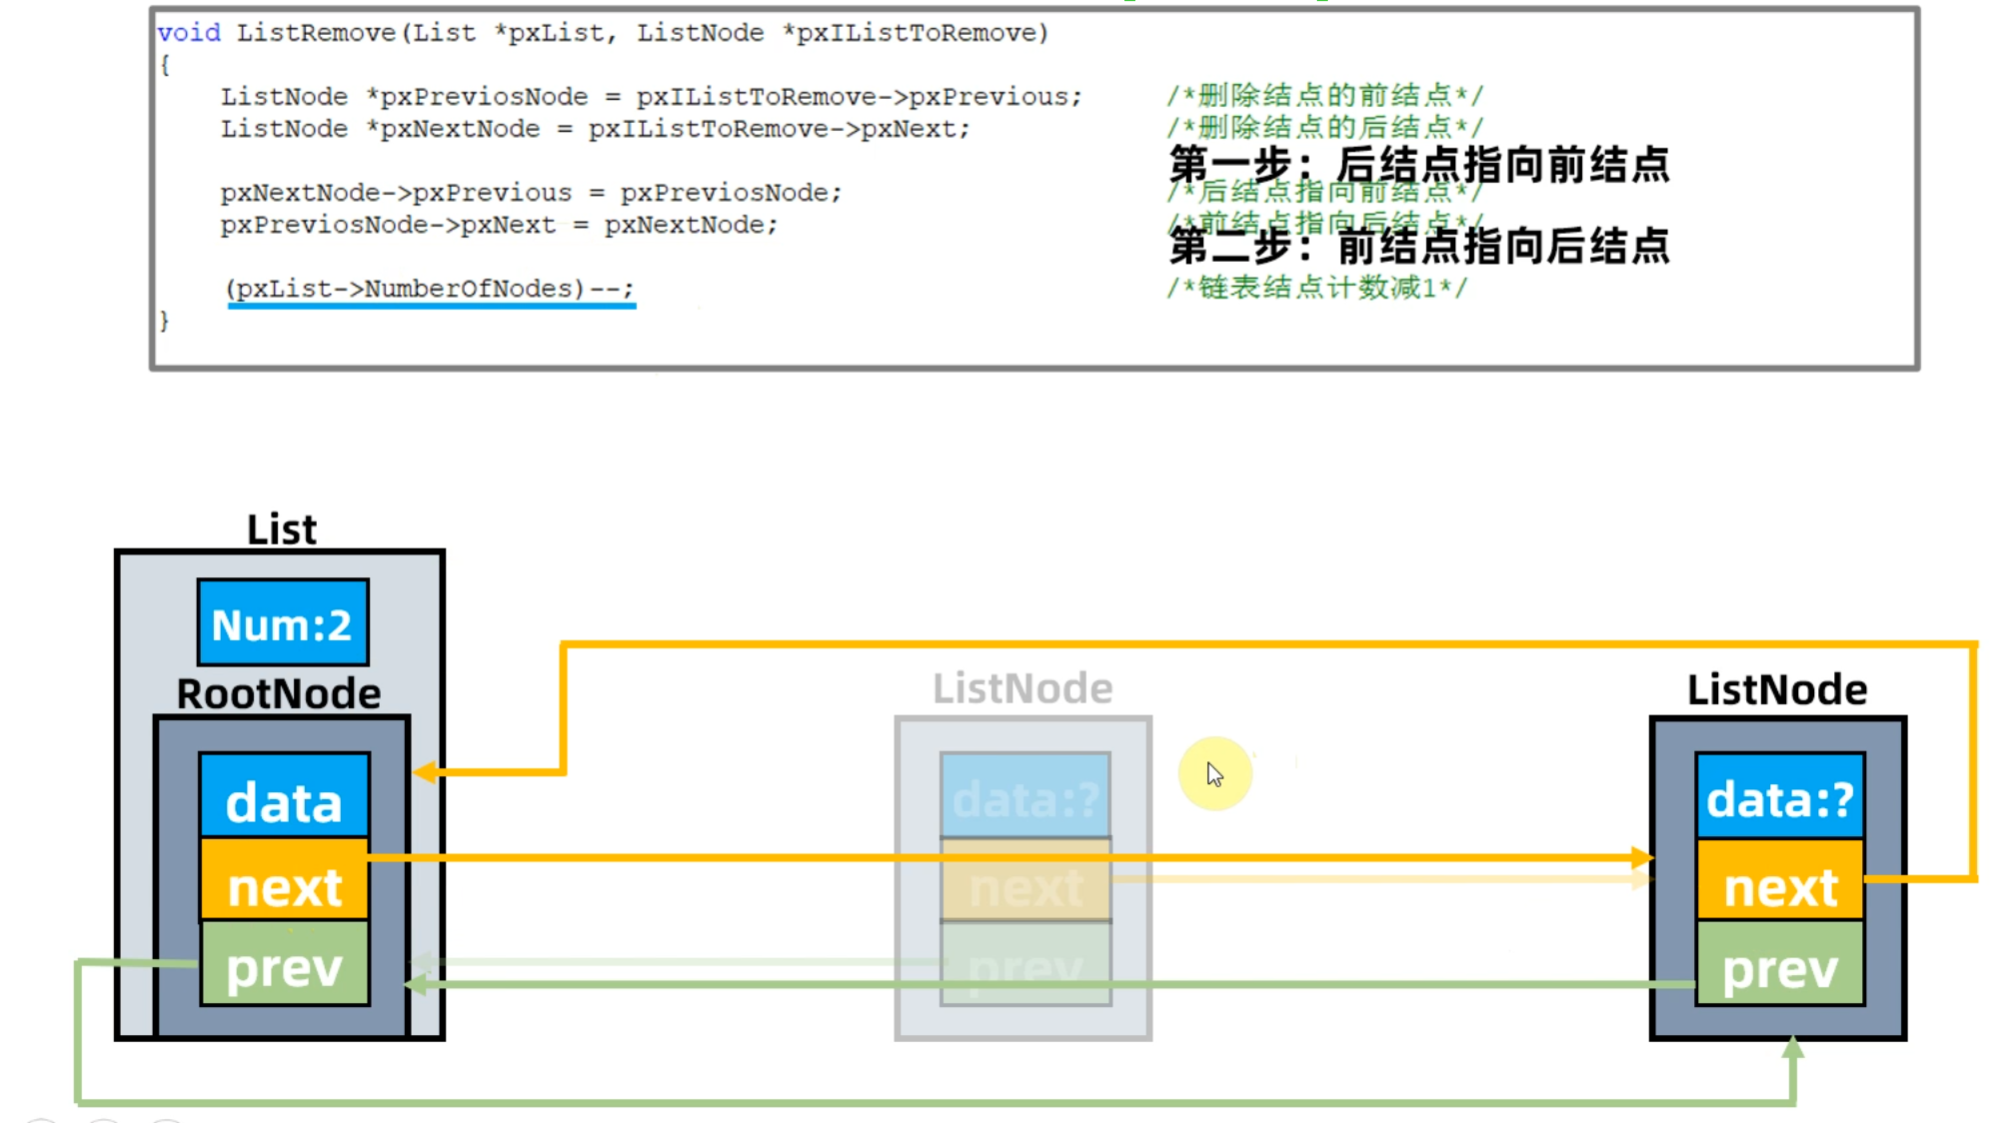 void ListRemove(List *pxList, ListNode *pxIListToRemove)
{
ListNode *pxPreviosNode = pxIListToRemove->pxPrevious; /*删除结点的前结点*/
ListNode *pxNextNode = pxIListToRemove->pxNext; /*删除结点的后结点*/
第一步：后结点指向前结点
pxNextNode->pxPrevious = pxPreviosNode; /*后结点指向前结点*/
pxPreviosNode->pxNext = pxNextNode; /*前结点指向后结点*/
第二步：前结点指向后结点
(pxList->NumberOfNodes)--; /*链表结点计数减1*/
}
List
Num:2
RootNode
data
next
prev
ListNode
data:?
next
prev
ListNode
data:?
next
prev